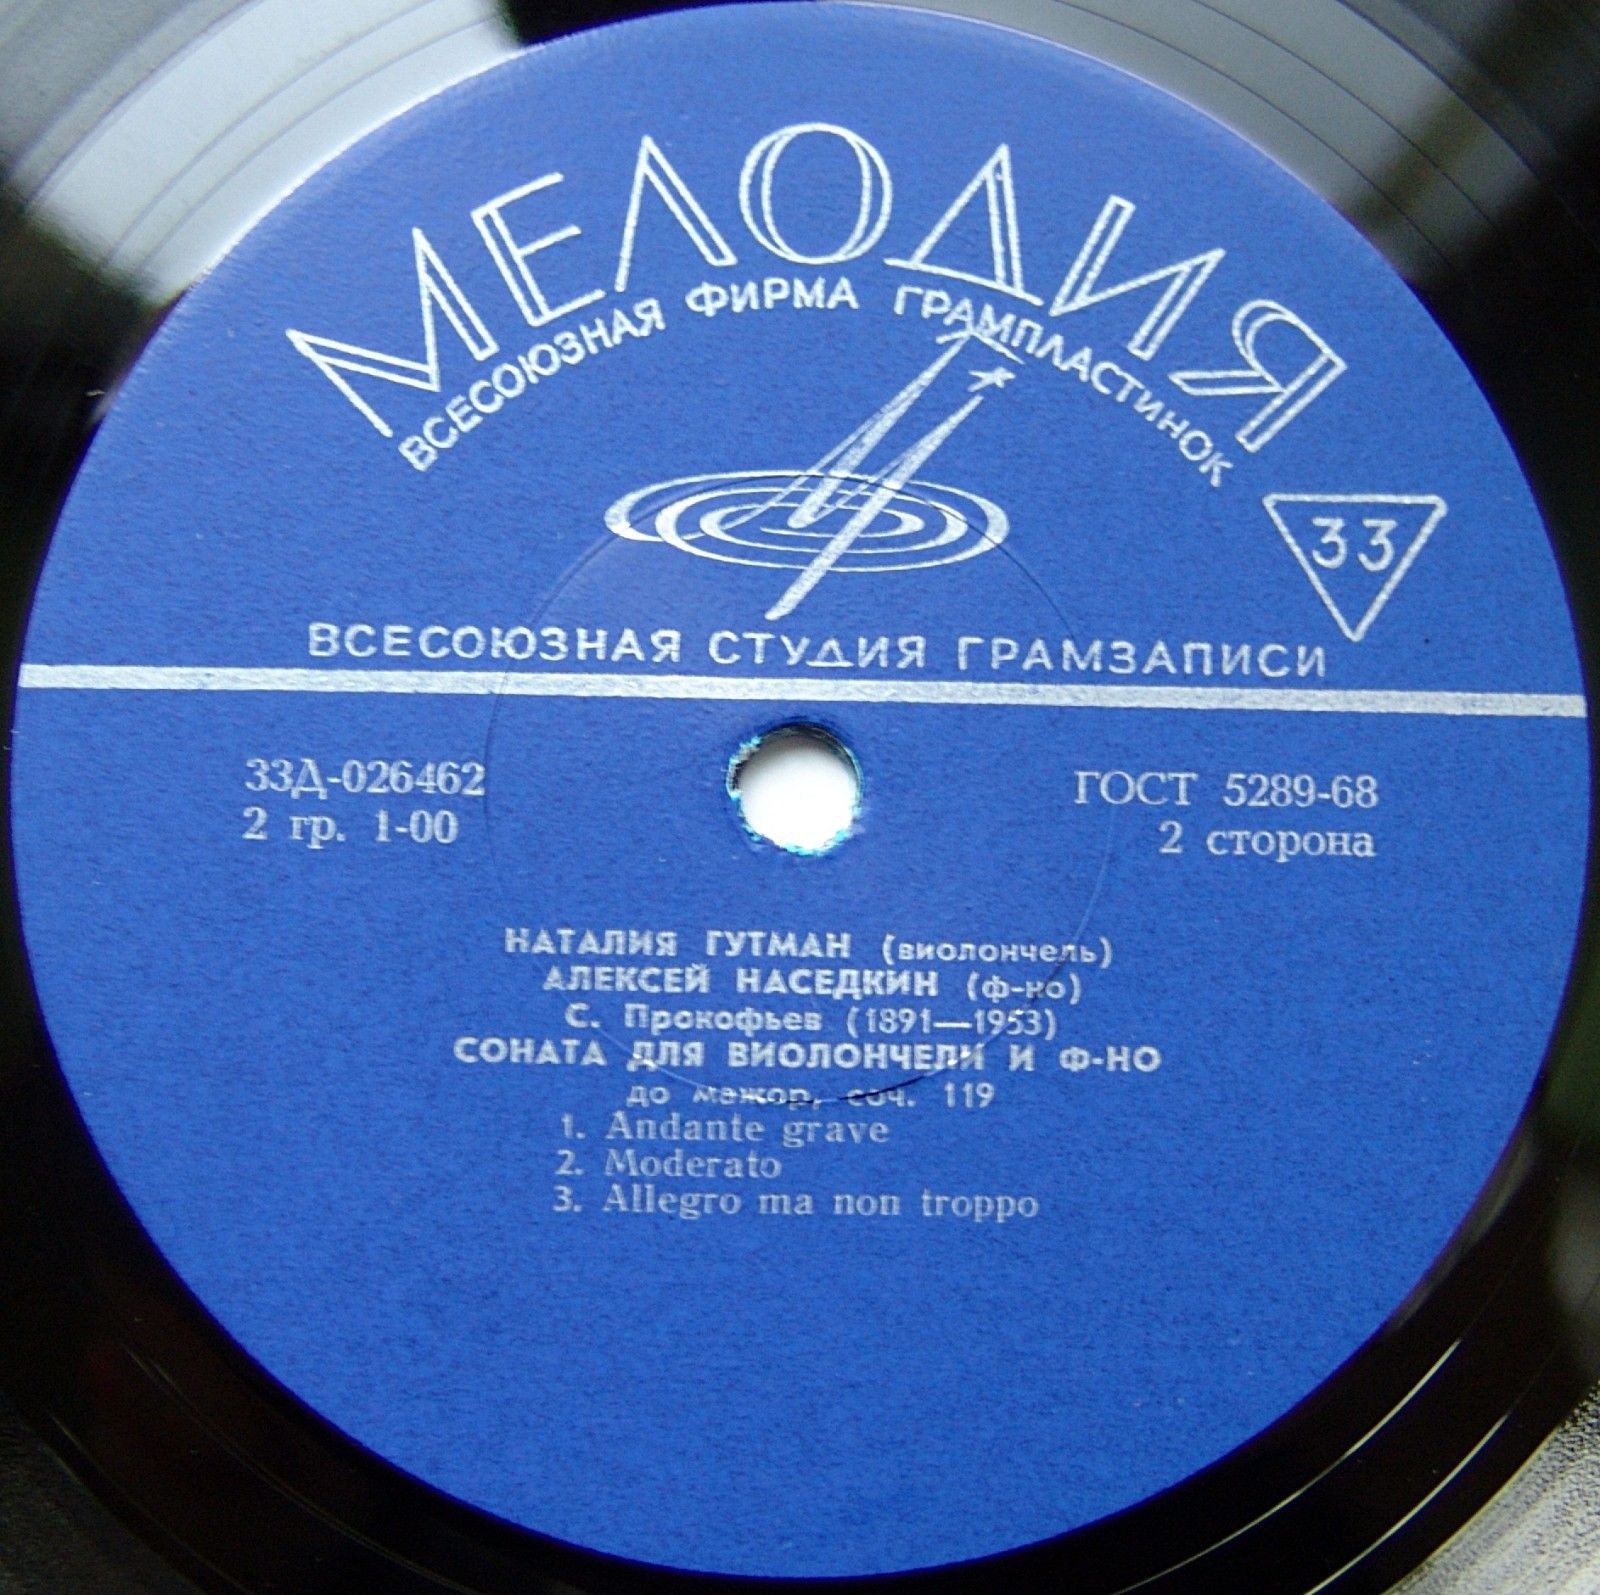 МЕЛОДИЯ
ВСЕСОЮЗНАЯ ФИРМА ГРАМПЛАСТИНОК
33
ВСЕСОЮЗНАЯ СТУДИЯ ГРАМЗАПИСИ
33Д-026462
2 гр. 1-00
ГОСТ 5289-68
2 сторона
НАТАЛИЯ ГУТМАН (виолончель)
АЛЕКСЕЙ НАСЕДКИН (ф-но)
С. Прокофьев (1891—1953)
СОНАТА ДЛЯ ВИОЛОНЧЕЛИ И Ф-НО
до мажор, соч. 119
1. Andante grave
2. Moderato
3. Allegro ma non troppo